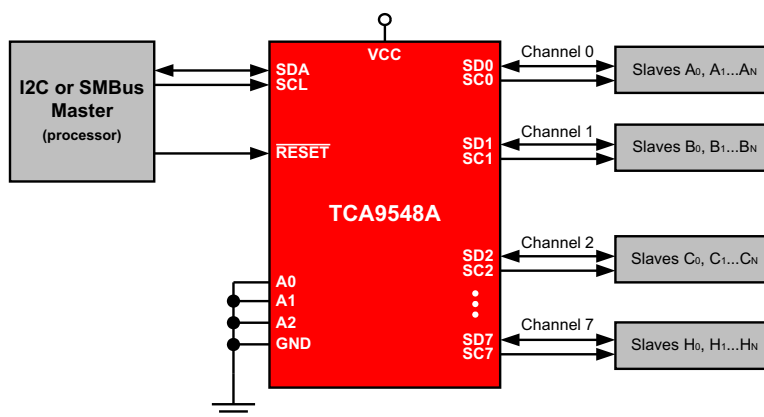 VCC
I2C or SMBus
Master
(processor)
SDA
SCL
RESET
TCA9548A
A0
A1
A2
GND
SD0
SC0
Channel 0
Slaves A0, A1...AN
SD1
SC1
Channel 1
Slaves B0, B1...BN
SD2
SC2
Channel 2
Slaves C0, C1...CN
SD7
SC7
Channel 7
Slaves H0, H1...HN